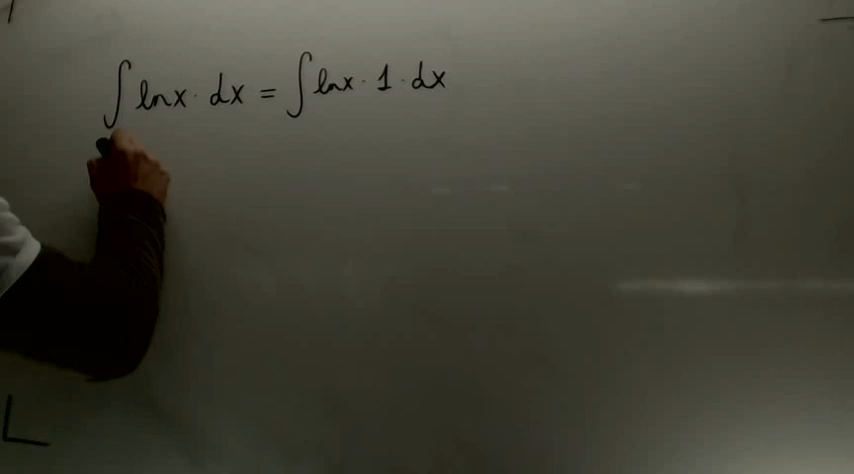 ∫ lnx · dx = ∫ lnx · 1 · dx